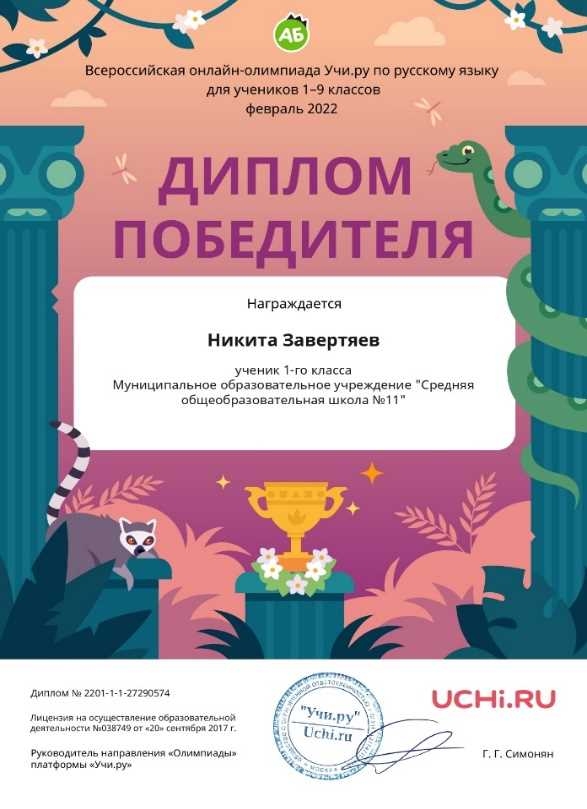 АБ
Всероссийская онлайн-олимпиада Учи.ру по русскому языку
для учеников 1–9 классов
февраль 2022
ДИПЛОМ
ПОБЕДИТЕЛЯ
Награждается
Никита Завертяев
ученик 1-го класса
Муниципальное образовательное учреждение "Средняя
общеобразовательная школа №11"
Диплом № 2201-1-1-27290574
Лицензия на осуществление образовательной
деятельности №038749 от «20» сентября 2017 г.
Руководитель направления «Олимпиады»
платформы «Учи.ру»
"Учи.ру"
Uchi.ru
UCHi.RU
Г. Г. Симонян